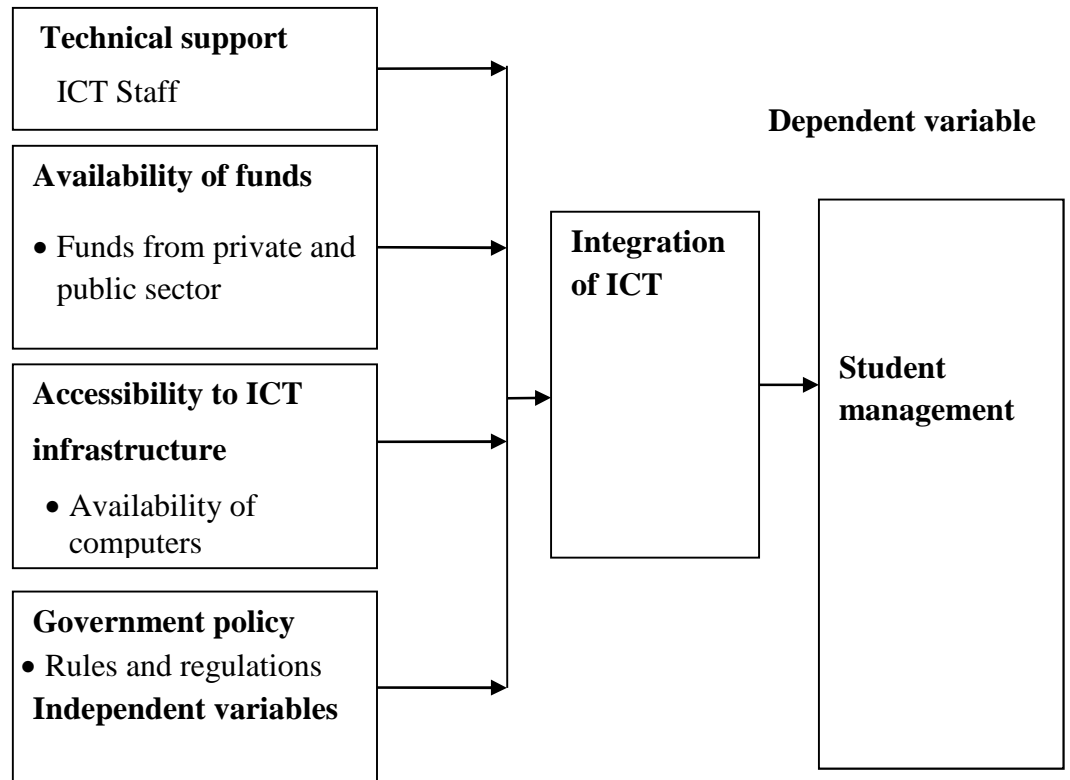 Technical support
ICT Staff
Availability of funds
• Funds from private and
public sector
Accessibility to ICT
infrastructure
• Availability of
computers
Government policy
• Rules and regulations
Independent variables
Integration
of ICT
Dependent variable
Student
management